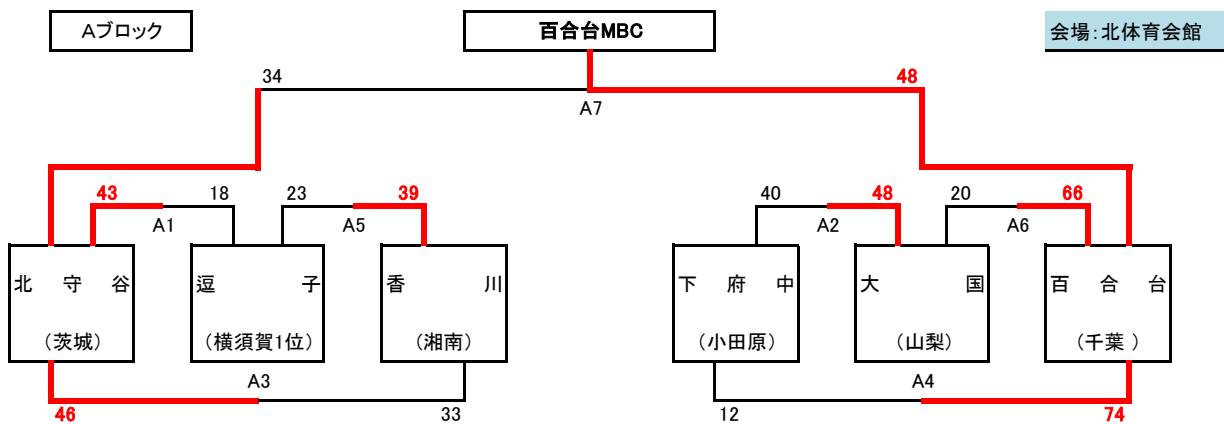 Aブロック
百合台MBC
会場:北体育会館
34
48
A7
43
18
23
39
40
48
20
66
A1
A5
A2
A6
北守谷
逗子
香川
下府中
大国
百合台
（茨城）
（横須賀1位）
（湘南）
（小田原）
（山梨）
（千葉 ）
A3
A4
46
33
12
74